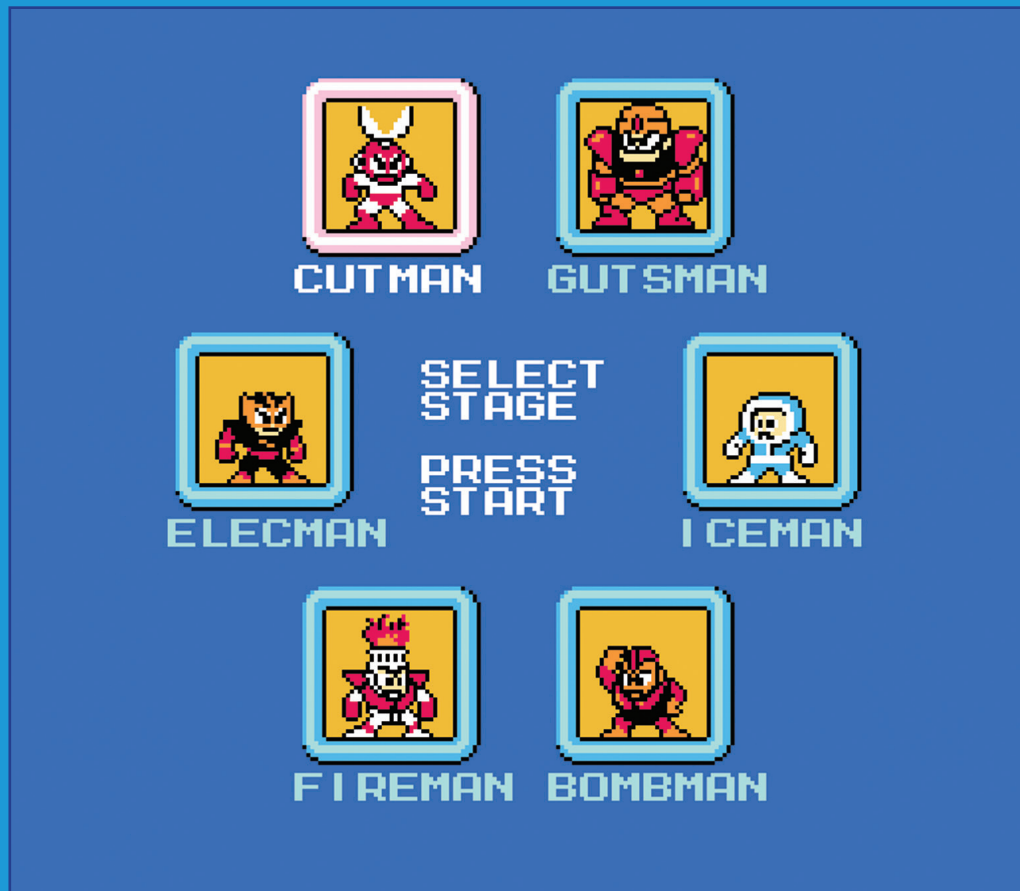 CUTMAN GUTSMAN
SELECT
STAGE
ELECMAN
PRESS
START
ICEMAN
FIREMAN BOMBMAN